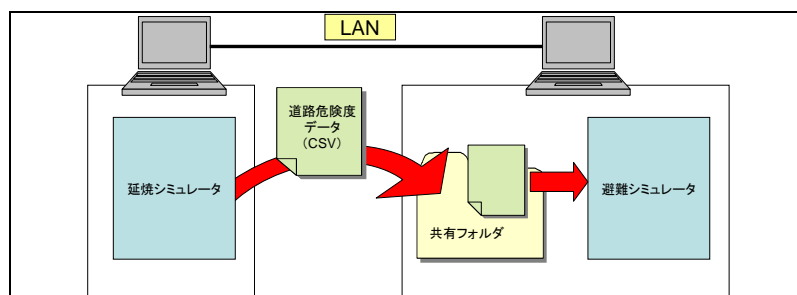 LAN
道路危険度
データ
(CSV)
延焼シミュレータ
共有フォルダ
避難シミュレータ